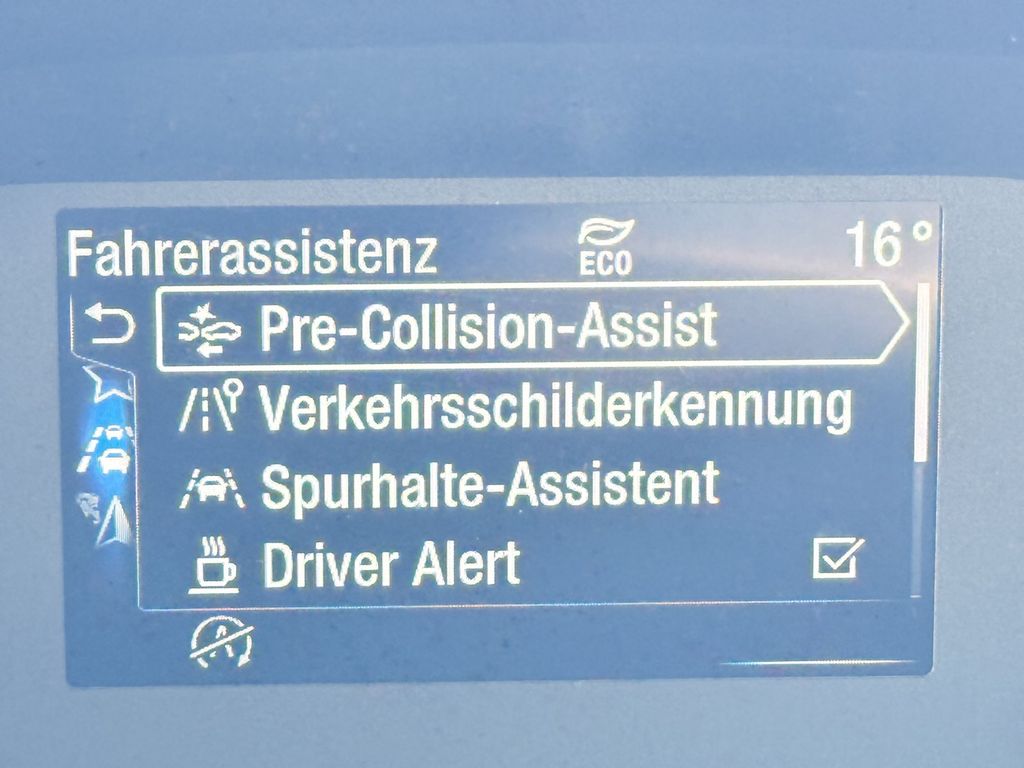 Fahrerassistenz
ECO
16°
Pre-Collision-Assist
Verkehrsschilderkennung
Spurhalte-Assistent
Driver Alert
A